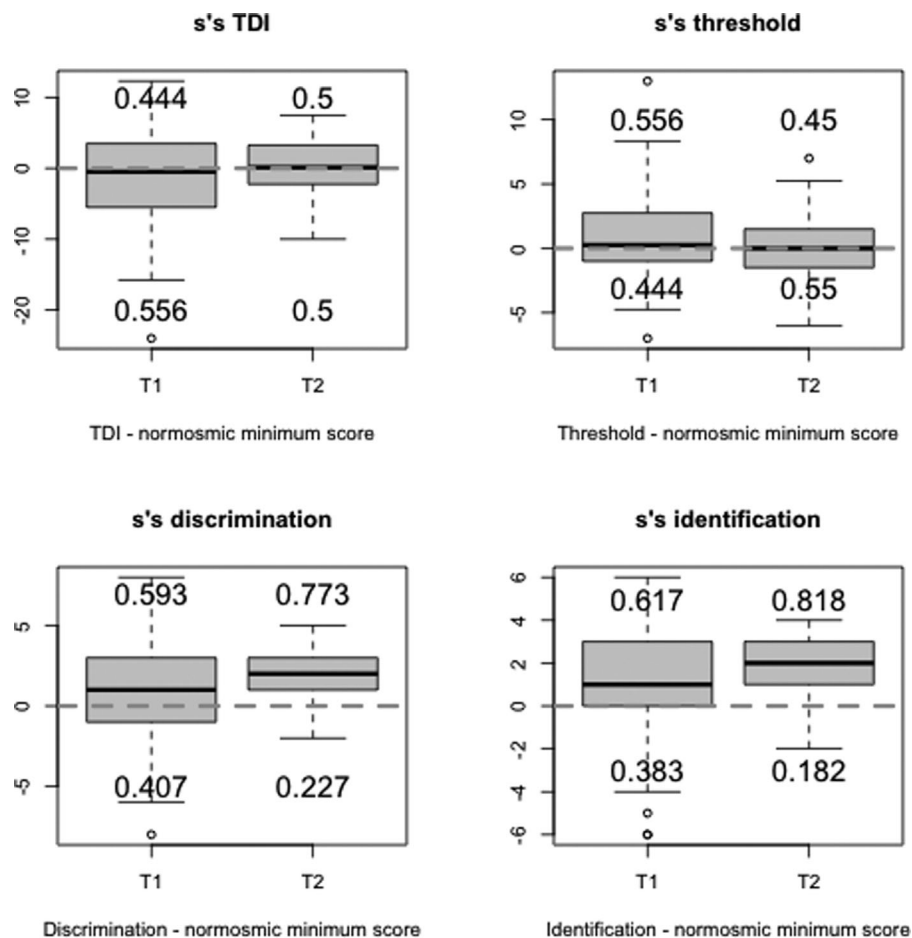 s's TDI
10
0
-10
-20
0.444
0.5
0.556
0.5
T1
T2
TDI - normosmic minimum score
s's threshold
10
5
0
-5
0.556
0.45
0.444
0.55
T1
T2
Threshold - normosmic minimum score
s's discrimination
5
0
-5
0.593
0.773
0.407
0.227
T1
T2
Discrimination - normosmic minimum score
s's identification
6
4
2
0
-2
-4
-6
0.617
0.818
0.383
0.182
T1
T2
Identification - normosmic minimum score